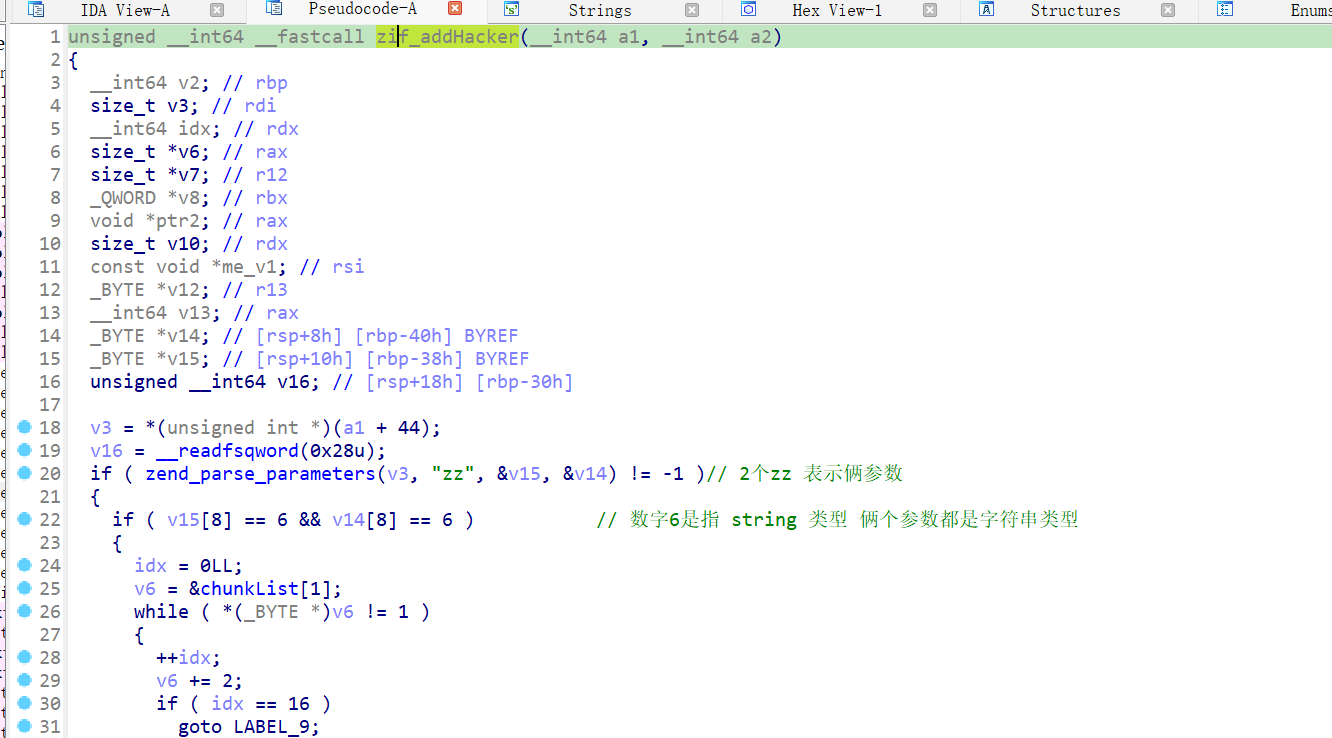 IDA View-A Pseudocode-A Strings Hex View-1 Structures Enums
1 unsigned __int64 __fastcall zif_addHacker(__int64 a1, __int64 a2)
2 {
3 __int64 v2; // rbp
4 size_t v3; // rdi
5 __int64 idx; // rdx
6 size_t *v6; // rax
7 size_t *v7; // r12
8 _QWORD *v8; // rbx
9 void *ptr2; // rax
10 size_t v10; // rdx
11 const void *me_v1; // rsi
12 _BYTE *v12; // r13
13 __int64 v13; // rax
14 _BYTE *v14; // [rsp+8h] [rbp-40h] BYREF
15 _BYTE *v15; // [rsp+10h] [rbp-38h] BYREF
16 unsigned __int64 v16; // [rsp+18h] [rbp-30h]
17
18 v3 = *(unsigned int *)(a1 + 44);
19 v16 = __readfsqword(0x28u);
20 if ( zend_parse_parameters(v3, "zz", &v15, &v14) != -1 )// 2个zz 表示俩参数
21 {
22 if ( v15[8] == 6 && v14[8] == 6 ) // 数字6是指 string 类型 俩个参数都是字符串类型
23 {
24 idx = 0LL;
25 v6 = &chunkList[1];
26 while ( *(_BYTE *)v6 != 1 )
27 {
28 ++idx;
29 v6 += 2;
30 if ( idx == 16 )
31 goto LABEL_9;